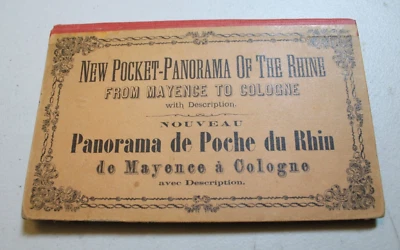 NEW POCKET-PANORAMA OF THE RHINE
FROM MAYENCE TO COLOGNE
with Description.
NOUVEAU
Panorama de Poche du Rhin
de Mayence à Cologne
avec Description.